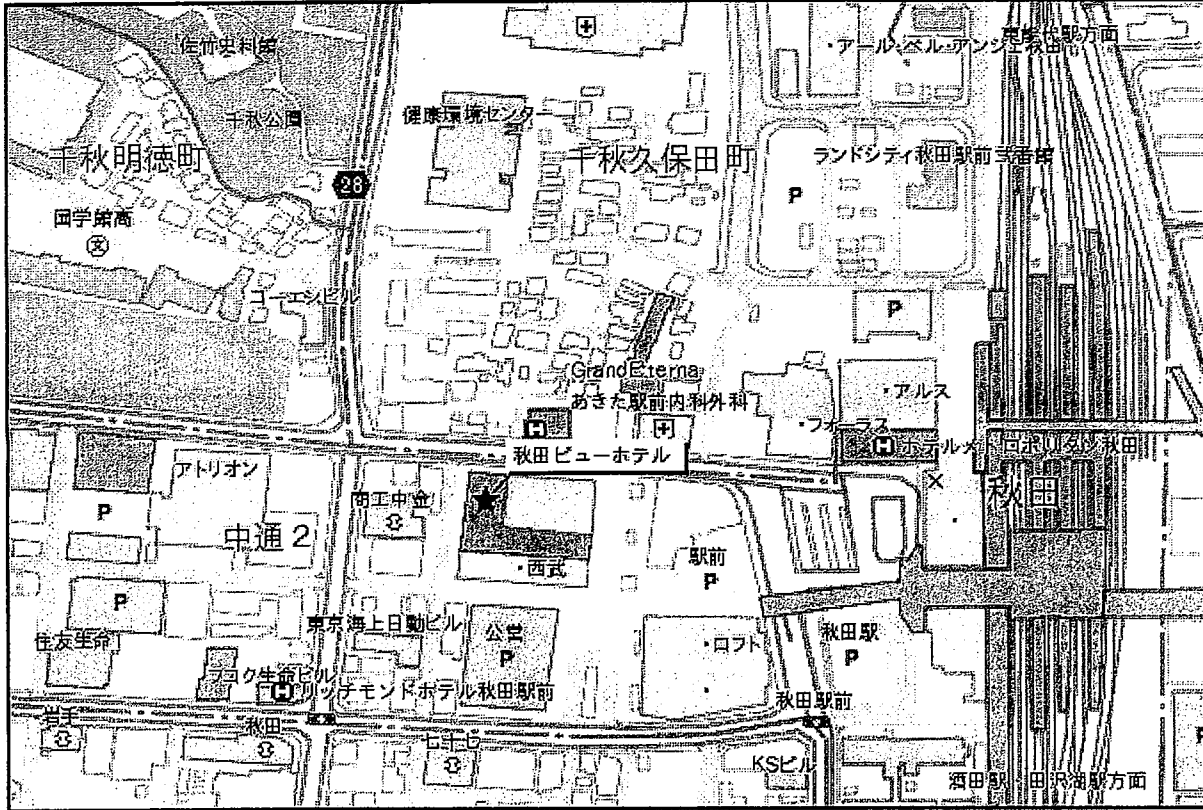 佐竹史料館
東能代駅方面
・アール・ベル・アンジェ秋田
千秋公園
健康環境センター
千秋明徳町
千秋久保田町
ランドシティ秋田駅前弐番館
28
P
国学館高
文
ゴーエンビル
P
GrandEterna
・アルス
あきた駅前内科外科
・フォーラス
H
H ホテルメトロポリタン秋田
秋田ビューホテル
アトリオン
商工中金
秋田
P
中通2
駅前
P
・西武
P
東京海上日動ビル
公営
P
・ロフト
秋田駅
P
住友生命
フコク生命ビル
H リッチモンドホテル秋田駅前
秋田駅前
岩手
秋田
七十七
KSビル
P
酒田駅・田沢湖駅方面